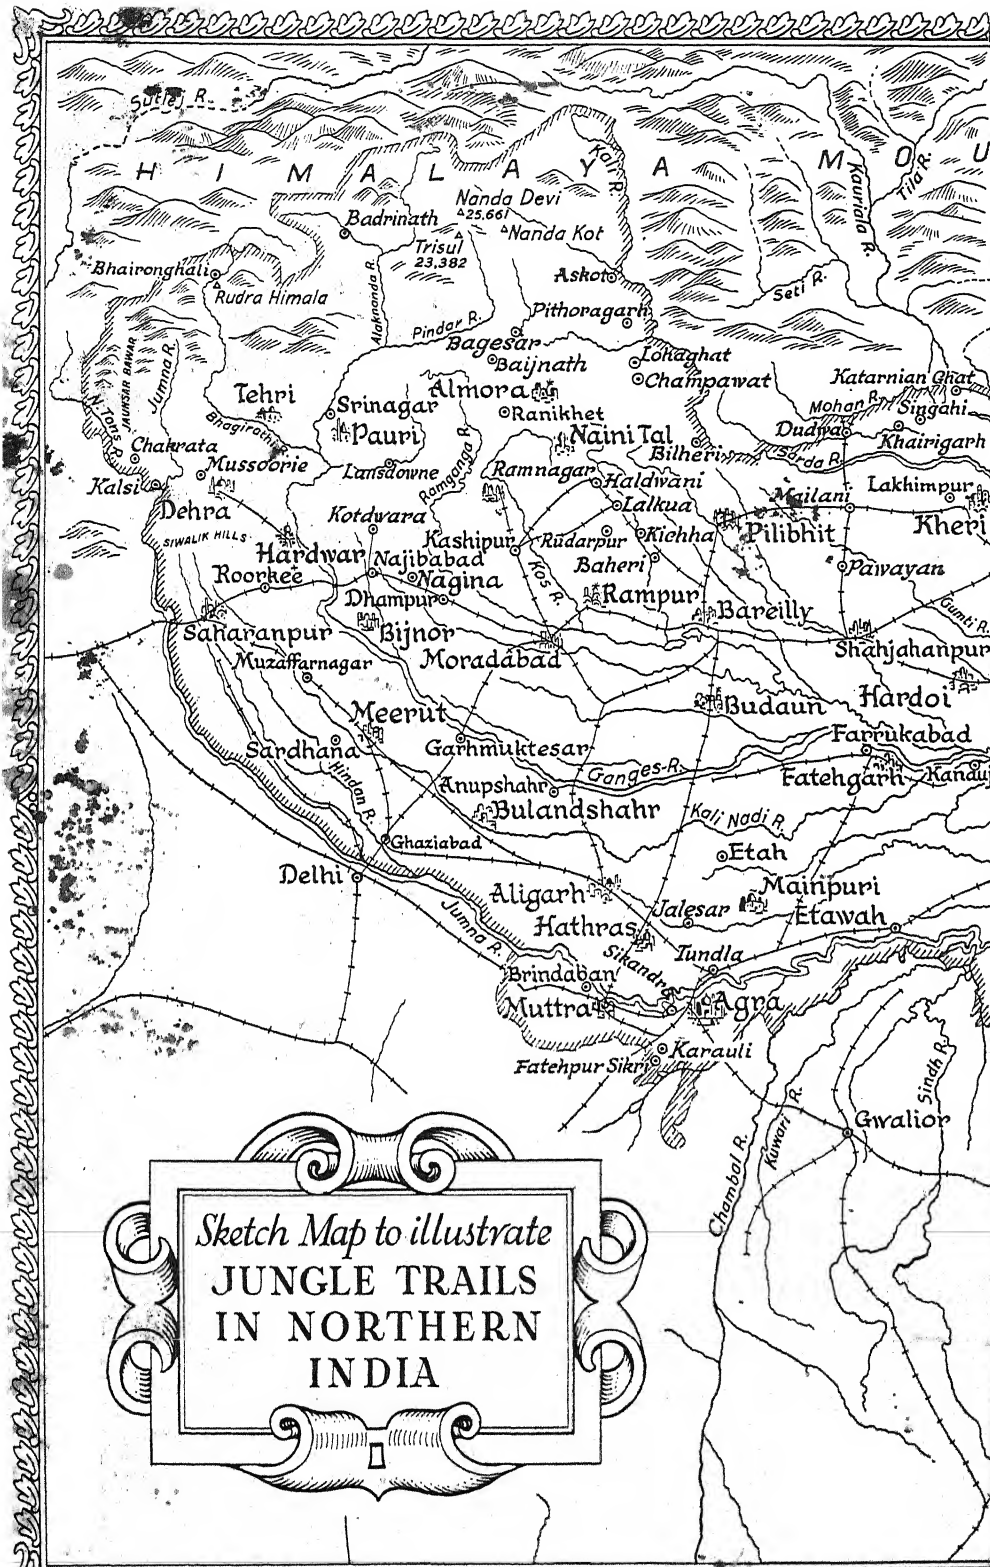 Sutlej R.
HIMALAYA MOU
Kali R.
Kauriala R.
Tila R.
Nanda Devi
25,661
Badrinath
Nanda Kot
Trisul
23,382
Bhaironghali
Askot
Rudra Himala
Seti R.
Alaknanda R.
Pithoragarh
Pindar R.
Bagesar
Baijnath
Lohaghat
JAUNSAR BAWAR
Jumna R.
Champawat
Katarnian Ghat
Tehri
Almora
Srinagar
Ranikhet
Mohan R.
Singahi
N. Tons R.
Bhagirathi R.
Pauri
Naini Tal
Dudwa
Khairigarh
Chakrata
Bilheri
Sarda R.
Mussoorie
Lansdowne
Ramganga R.
Ramnagar
Haldwani
Kalsi
Lakhimpur
Mailani
Dehra
Lalkua
Kotdwara
Kheri
SIWALIK HILLS
Kashipur
Rudarpur
Kichha
Pilibhit
Hardwar
Najibabad
Baheri
Pawayan
Roorkee
Nagina
Kos R.
Dhampur
Rampur
Bareilly
Gumti R.
Saharanpur
Bijnor
Shahjahanpur
Muzaffarnagar
Moradabad
Hardoi
Budaun
Meerut
Farrukabad
Sardhana
Garhmuktesar
Hindan R.
Ganges R.
Fatehgarh
Kanauj
Anupshahr
Bulandshahr
Kali Nadi R.
Ghaziabad
Etah
Delhi
Aligarh
Mainpuri
Jumna R.
Jalesar
Etawah
Hathras
Sikandra
Tundla
Brindaban
Muttra
Agra
Karauli
Fatehpur Sikri
Sindh R.
Gwalior
Kuwari R.
Chambal R.
Sketch Map to illustrate
JUNGLE TRAILS
IN NORTHERN
INDIA